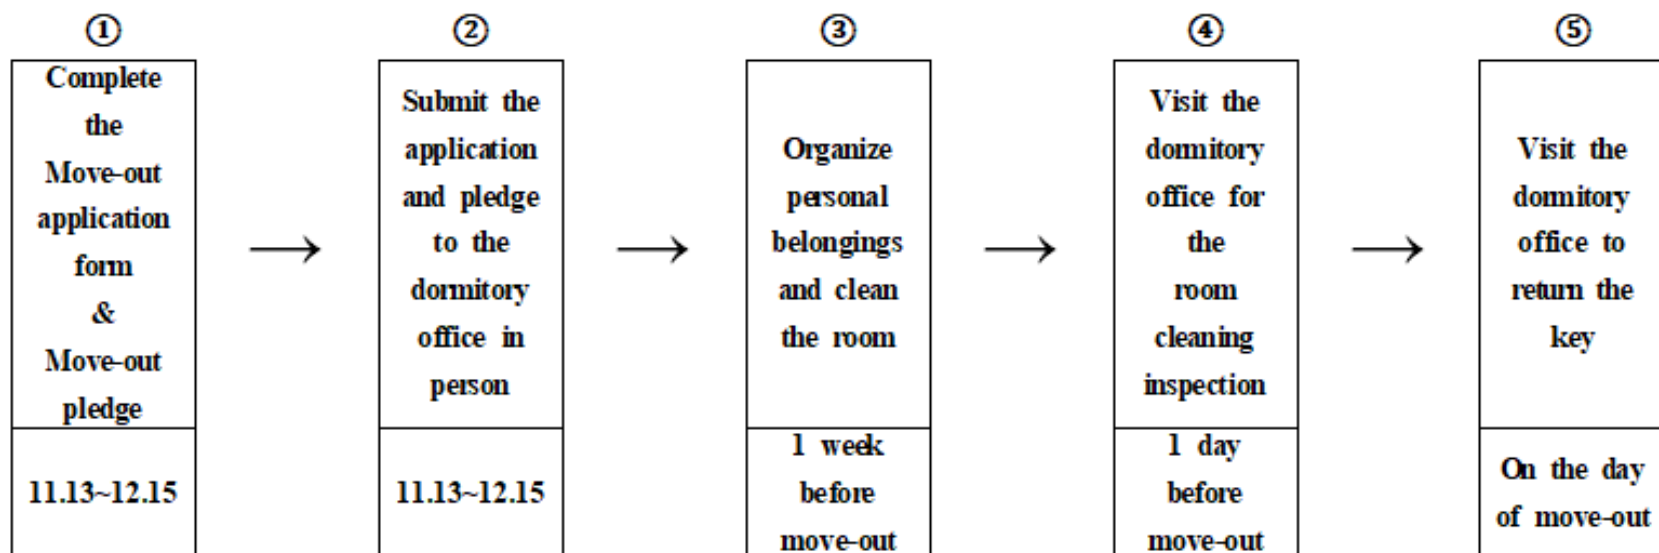 ①
Complete
the
Move-out
application
form
&
Move-out
pledge
11.13~12.15
→
②
Submit the
application
and pledge
to the
dormitory
office in
person
11.13~12.15
→
③
Organize
personal
belongings
and clean
the room
1 week
before
move-out
→
④
Visit the
dormitory
office for
the
room
cleaning
inspection
1 day
before
move-out
→
⑤
Visit the
dormitory
office to
return the
key
On the day
of move-out